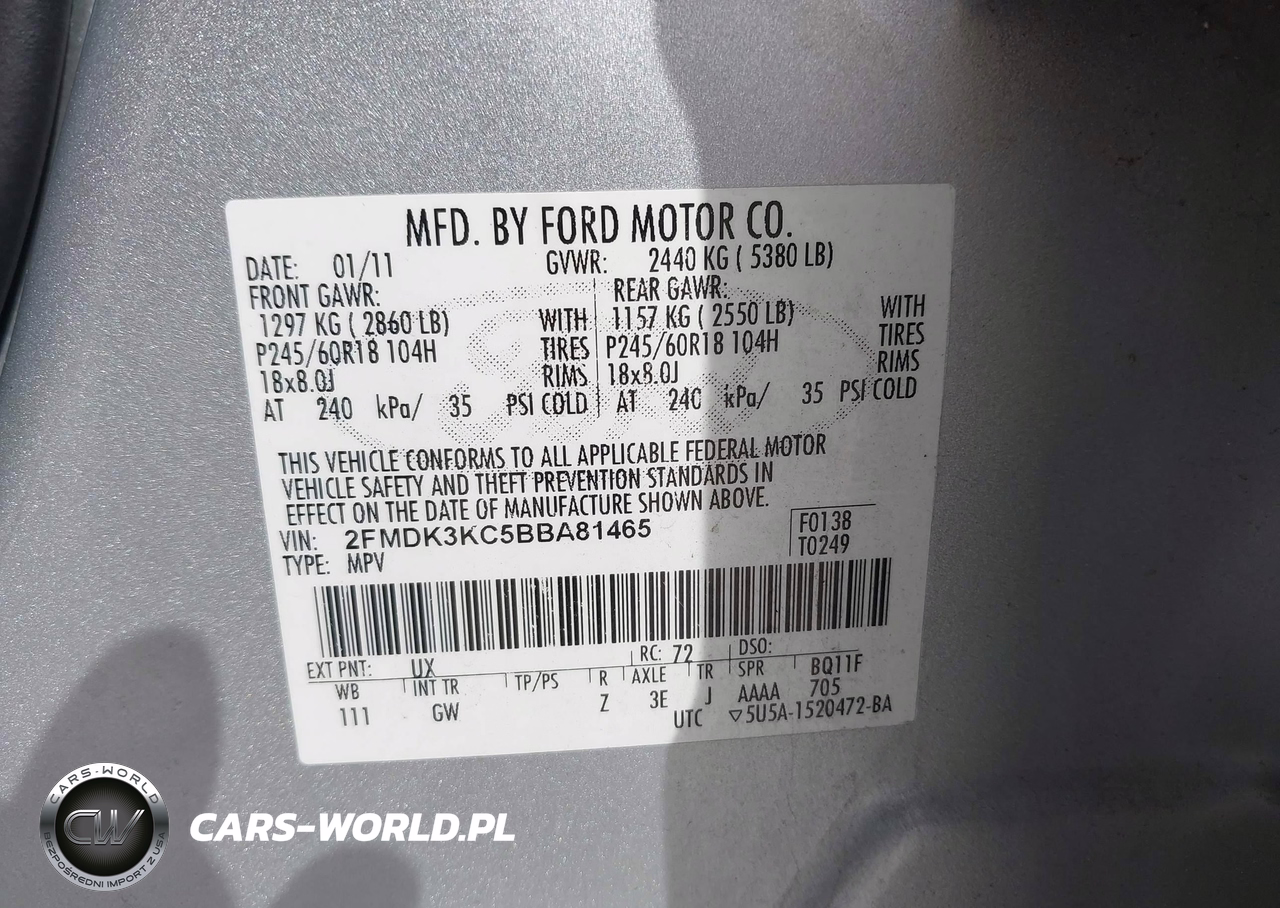 MFD. BY FORD MOTOR CO.
DATE: 01/11 GVWR: 2440 KG ( 5380 LB)
FRONT GAWR: REAR GAWR:
1297 KG ( 2860 LB) WITH 1157 KG ( 2550 LB) WITH
P245/60R18 104H TIRES P245/60R18 104H TIRES
18x8.0J RIMS 18x8.0J RIMS
AT 240 kPa/ 35 PSI COLD AT 240 kPa/ 35 PSI COLD
THIS VEHICLE CONFORMS TO ALL APPLICABLE FEDERAL MOTOR
VEHICLE SAFETY AND THEFT PREVENTION STANDARDS IN
EFFECT ON THE DATE OF MANUFACTURE SHOWN ABOVE.
VIN: 2FMDK3KC5BBA81465 F0138
TYPE: MPV T0249
EXT PNT: UX RC: 72 DSO:
WB INT TR TP/PS R AXLE TR SPR BQ11F
111 GW Z 3E J AAAA 705
UTC ▽5U5A-1520472-BA
CARS-WORLD
CW
BEZPOŚREDNI IMPORT Z USA
CARS-WORLD.PL